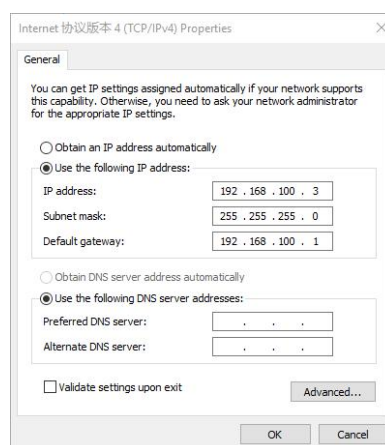 Internet 协议版本 4 (TCP/IPv4) Properties
General
You can get IP settings assigned automatically if your network supports
this capability. Otherwise, you need to ask your network administrator
for the appropriate IP settings.
Obtain an IP address automatically
Use the following IP address:
IP address: 192 . 168 . 100 . 3
Subnet mask: 255 . 255 . 255 . 0
Default gateway: 192 . 168 . 100 . 1
Obtain DNS server address automatically
Use the following DNS server addresses:
Preferred DNS server: . . .
Alternate DNS server: . . .
Validate settings upon exit
Advanced...
OK Cancel